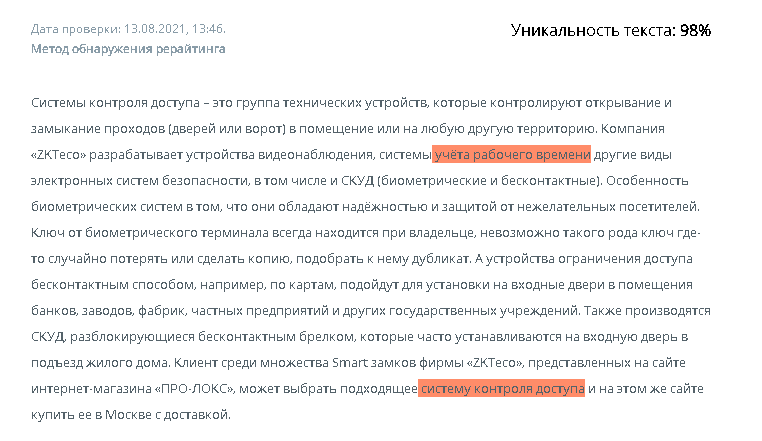 Дата проверки: 13.08.2021, 13:46.
Уникальность текста: 98%
Метод обнаружения рерайтинга
Системы контроля доступа – это группа технических устройств, которые контролируют открывание и
замыкание проходов (дверей или ворот) в помещение или на любую другую территорию. Компания
«ZKTeco» разрабатывает устройства видеонаблюдения, системы учёта рабочего времени другие виды
электронных систем безопасности, в том числе и СКУД (биометрические и бесконтактные). Особенность
биометрических систем в том, что они обладают надёжностью и защитой от нежелательных посетителей.
Ключ от биометрического терминала всегда находится при владельце, невозможно такого рода ключ где-
то случайно потерять или сделать копию, подобрать к нему дубликат. А устройства ограничения доступа
бесконтактным способом, например, по картам, подойдут для установки на входные двери в помещения
банков, заводов, фабрик, частных предприятий и других государственных учреждений. Также производятся
СКУД, разблокирующиеся бесконтактным брелком, которые часто устанавливаются на входную дверь в
подъезд жилого дома. Клиент среди множества Smart замков фирмы «ZKTeco», представленных на сайте
интернет-магазина «ПРО-ЛОКС», может выбрать подходящее систему контроля доступа и на этом же сайте
купить ее в Москве с доставкой.